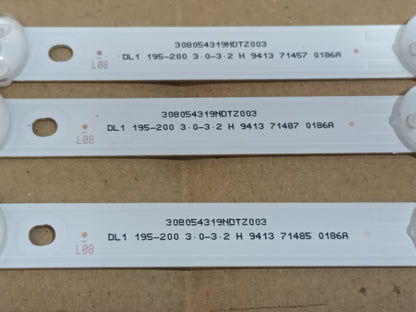 308054319NDTZ003
DL1 195-200 3·0-3·2 H 9413 71457 0186A
L08
308054319NDTZ003
DL1 195-200 3·0-3·2 H 9413 71487 0186A
L08
308054319NDTZ003
DL1 195-200 3·0-3·2 H 9413 71485 0186A
L08